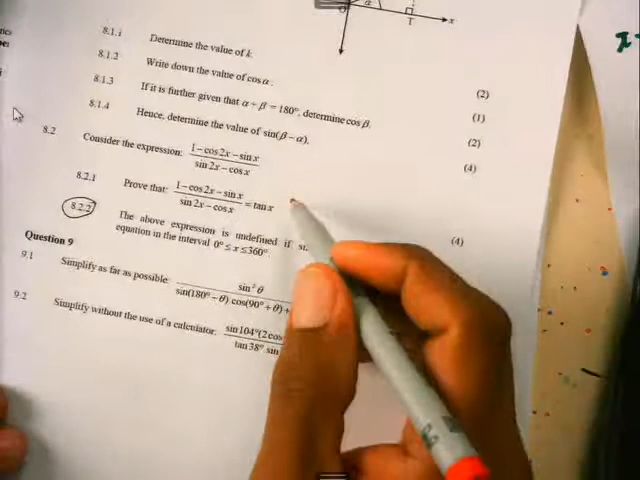 O α T x
8.1.1 Determine the value of k.
8.1.2 Write down the value of cos α. (2)
8.1.3 If it is further given that α + β = 180°, determine cos β. (1)
8.1.4 Hence, determine the value of sin(β − α). (2)
8.2 Consider the expression: (1 − cos 2x − sin x)/(sin 2x − cos x) (4)
8.2.1 Prove that: (1 − cos 2x − sin x)/(sin 2x − cos x) = tan x
8.2.2 The above expression is undefined if
equation in the interval 0° ≤ x ≤ 360°. (4)
Question 9
9.1 Simplify as far as possible: sin² θ / sin(180° − θ) cos(90° + θ) +
9.2 Simplify without the use of a calculator: sin 104°(2 cos / tan 38° sin